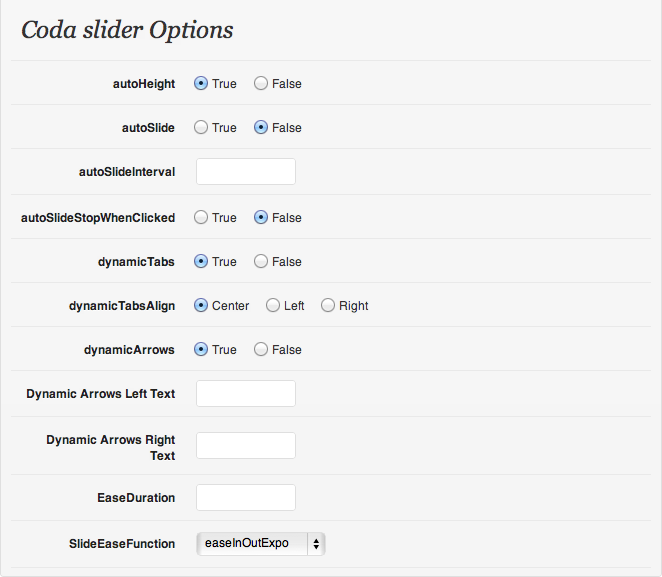 Coda slider Options
autoHeight True False
autoSlide True False
autoSlideInterval
autoSlideStopWhenClicked True False
dynamicTabs True False
dynamicTabsAlign Center Left Right
dynamicArrows True False
Dynamic Arrows Left Text
Dynamic Arrows Right
Text
EaseDuration
SlideEaseFunction easeInOutExpo